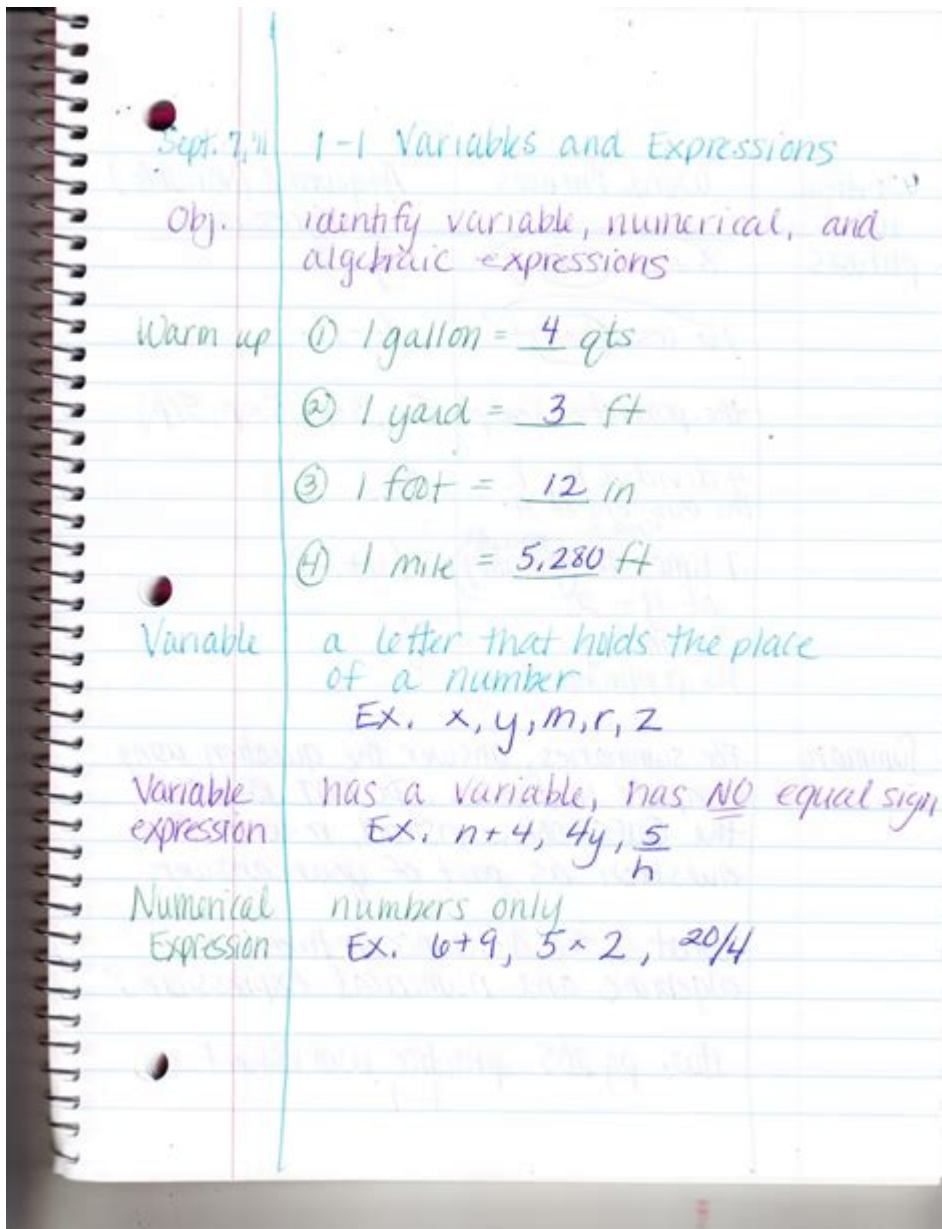 Sept. 7, '11 1-1 Variables and Expressions
Obj. identify variable, numerical, and
algebraic expressions
Warm up ① 1 gallon = 4 qts
② 1 yard = 3 ft
③ 1 foot = 12 in
④ 1 mile = 5,280 ft
Variable a letter that holds the place
of a number
Ex. x, y, m, r, z
Variable has a variable, has NO equal sign
expression Ex. n+4, 4y, 5/n
Numerical numbers only
Expression Ex. 6+9, 5 × 2, 20/4